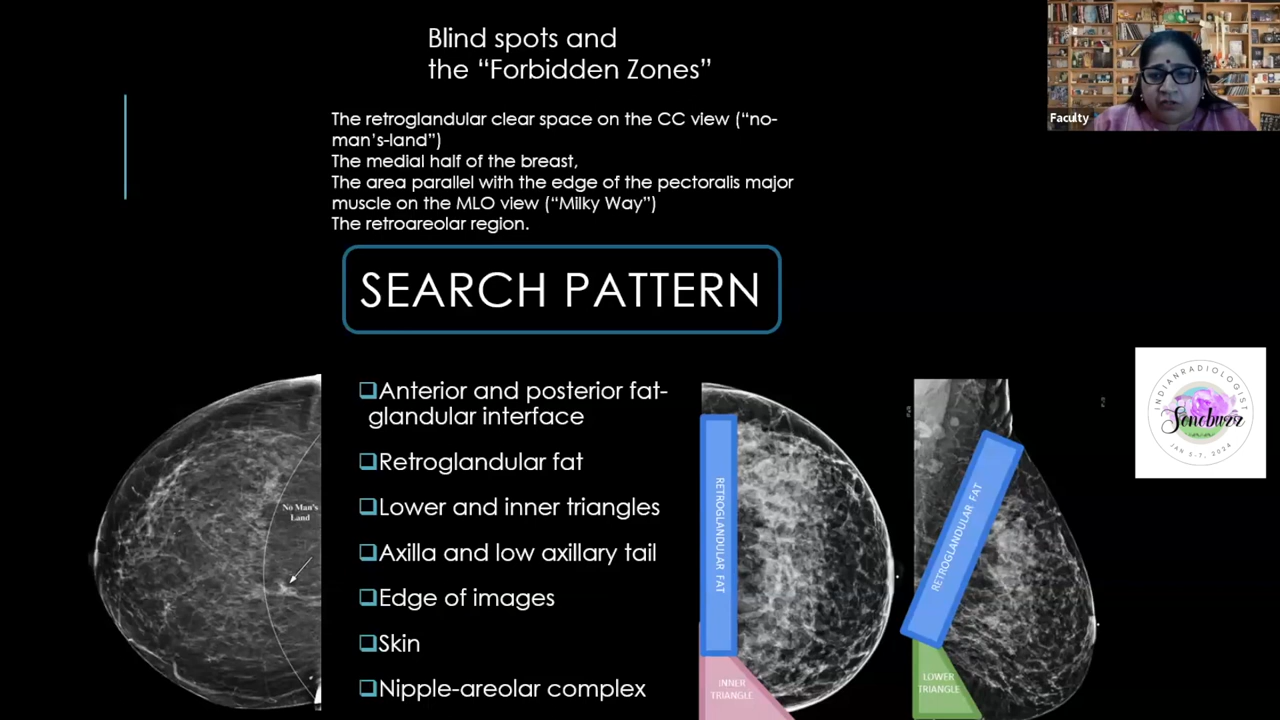 Blind spots and
the “Forbidden Zones”
The retroglandular clear space on the CC view (“no-
man’s-land”)
The medial half of the breast,
The area parallel with the edge of the pectoralis major
muscle on the MLO view (“Milky Way”)
The retroareolar region.
SEARCH PATTERN
Anterior and posterior fat-
glandular interface
Retroglandular fat
Lower and inner triangles
Axilla and low axillary tail
Edge of images
Skin
Nipple-areolar complex
No Man's
Land
RETROGLANDULAR FAT
INNER
TRIANGLE
RETROGLANDULAR FAT
LOWER
TRIANGLE
Faculty
INDIANRADIOLOGIST
Sonobuzz
JAN 5-7, 2024